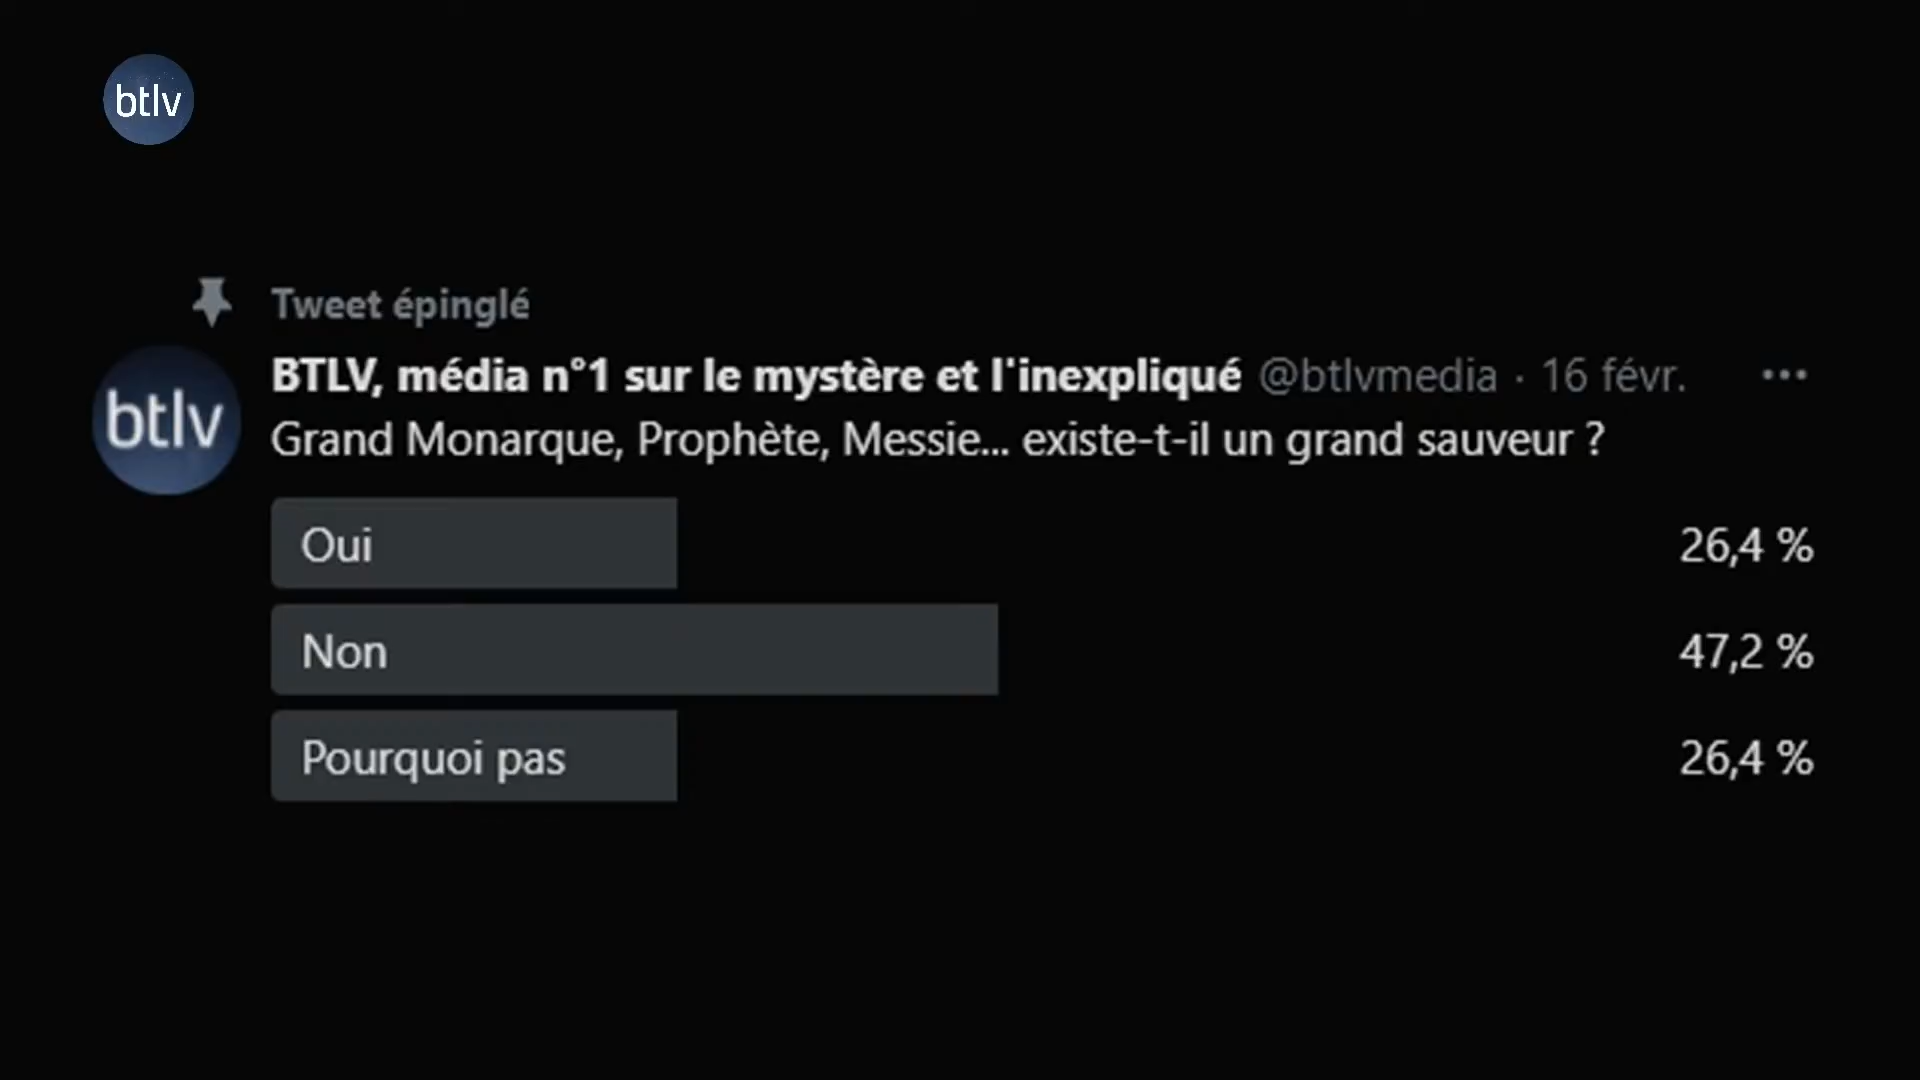 btlv
Tweet épinglé
btlv
BTLV, média n°1 sur le mystère et l'inexpliqué @btlvmedia · 16 févr. ...
Grand Monarque, Prophète, Messie... existe-t-il un grand sauveur ?
Oui 26,4 %
Non 47,2 %
Pourquoi pas 26,4 %